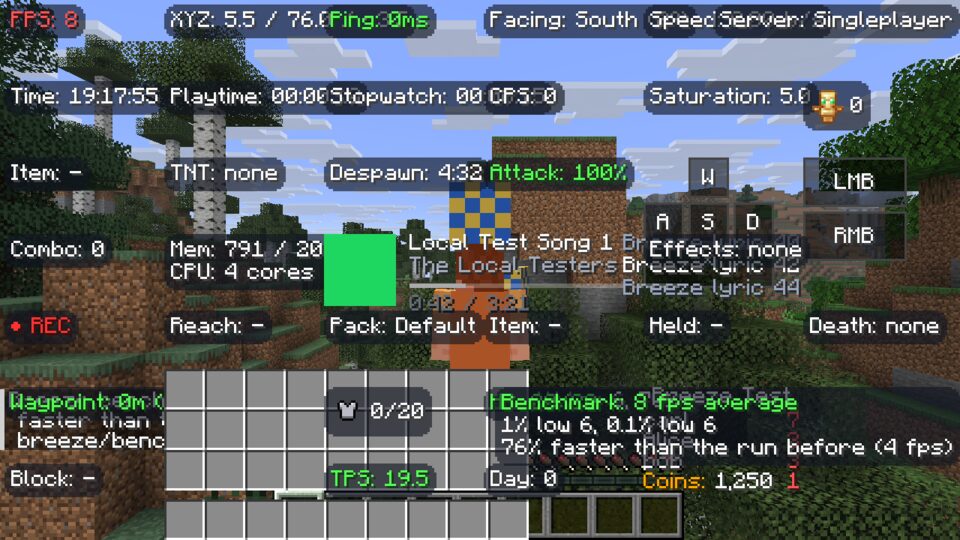 FPS: 8
XYZ: 5.5 / 76.
Ping: 0ms
Facing: South
Speed
Server: Singleplayer
Time: 19:17:55
Playtime: 00:00
Stopwatch: 00
CPS: 0
Saturation: 5.0
0
Item: -
TNT: none
Despawn: 4:32
Attack: 100%
W
LMB
A S D
RMB
Combo: 0
Mem: 791 / 20
CPU: 4 cores
Local Test Song 1
The Local Testers
0:42 / 3:21
Effects: none
Breeze lyric 42
Breeze lyric 44
REC
Reach: -
Pack: Default
Item: -
Held: -
Death: none
Waypoint: 0m
faster than
breeze/benc
0/20
Breeze Test
Benchmark: 8 fps average
1% low 6, 0.1% low 6
76% faster than the run before (4 fps)
Block: -
TPS: 19.5
Day: 0
Coins: 1,250
1